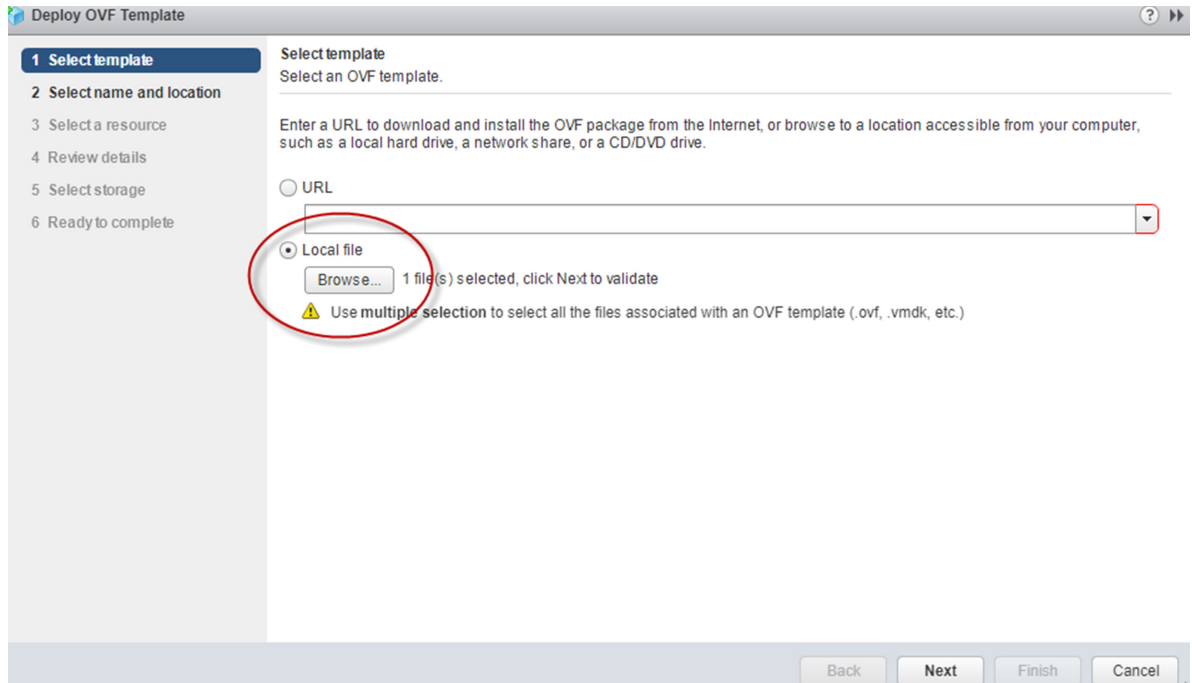 Deploy OVF Template
1 Select template
2 Select name and location
3 Select a resource
4 Review details
5 Select storage
6 Ready to complete
Select template
Select an OVF template.
Enter a URL to download and install the OVF package from the Internet, or browse to a location accessible from your computer,
such as a local hard drive, a network share, or a CD/DVD drive.
URL
Local file
Browse... 1 file(s) selected, click Next to validate
Use multiple selection to select all the files associated with an OVF template (.ovf, .vmdk, etc.)
Back Next Finish Cancel